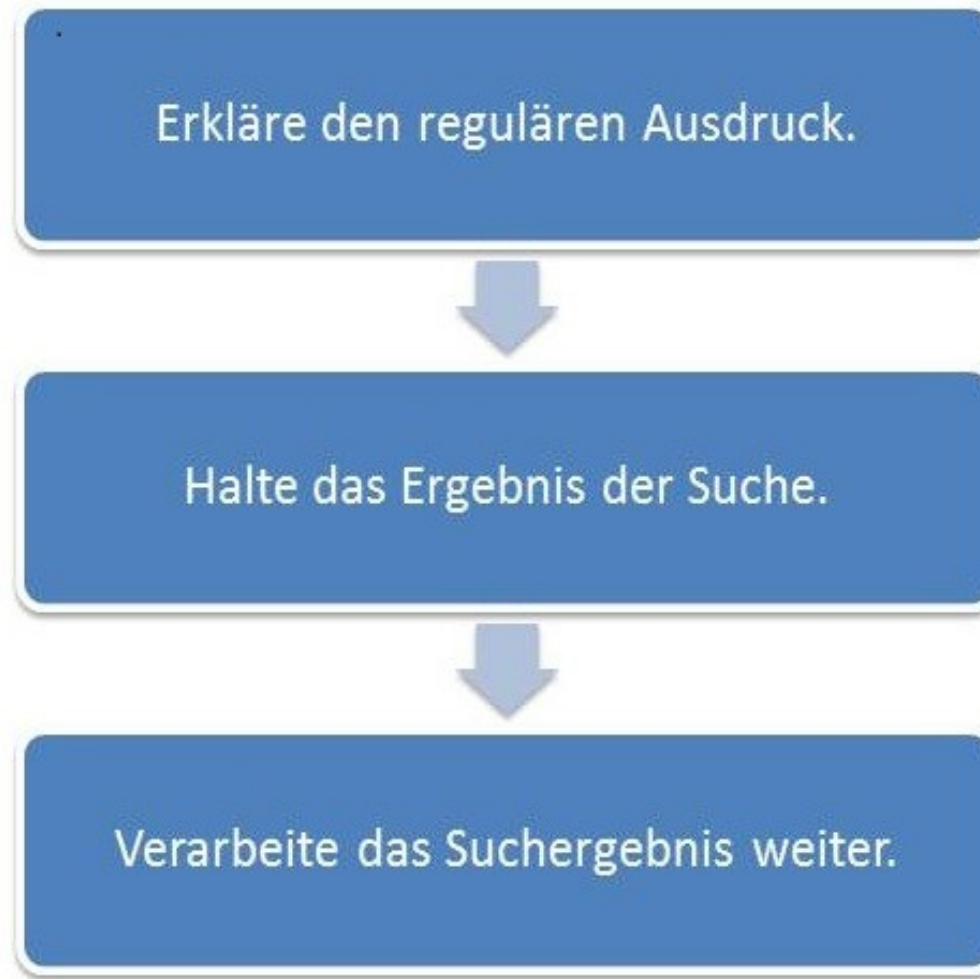 Erkläre den regulären Ausdruck.
Halte das Ergebnis der Suche.
Verarbeite das Suchergebnis weiter.